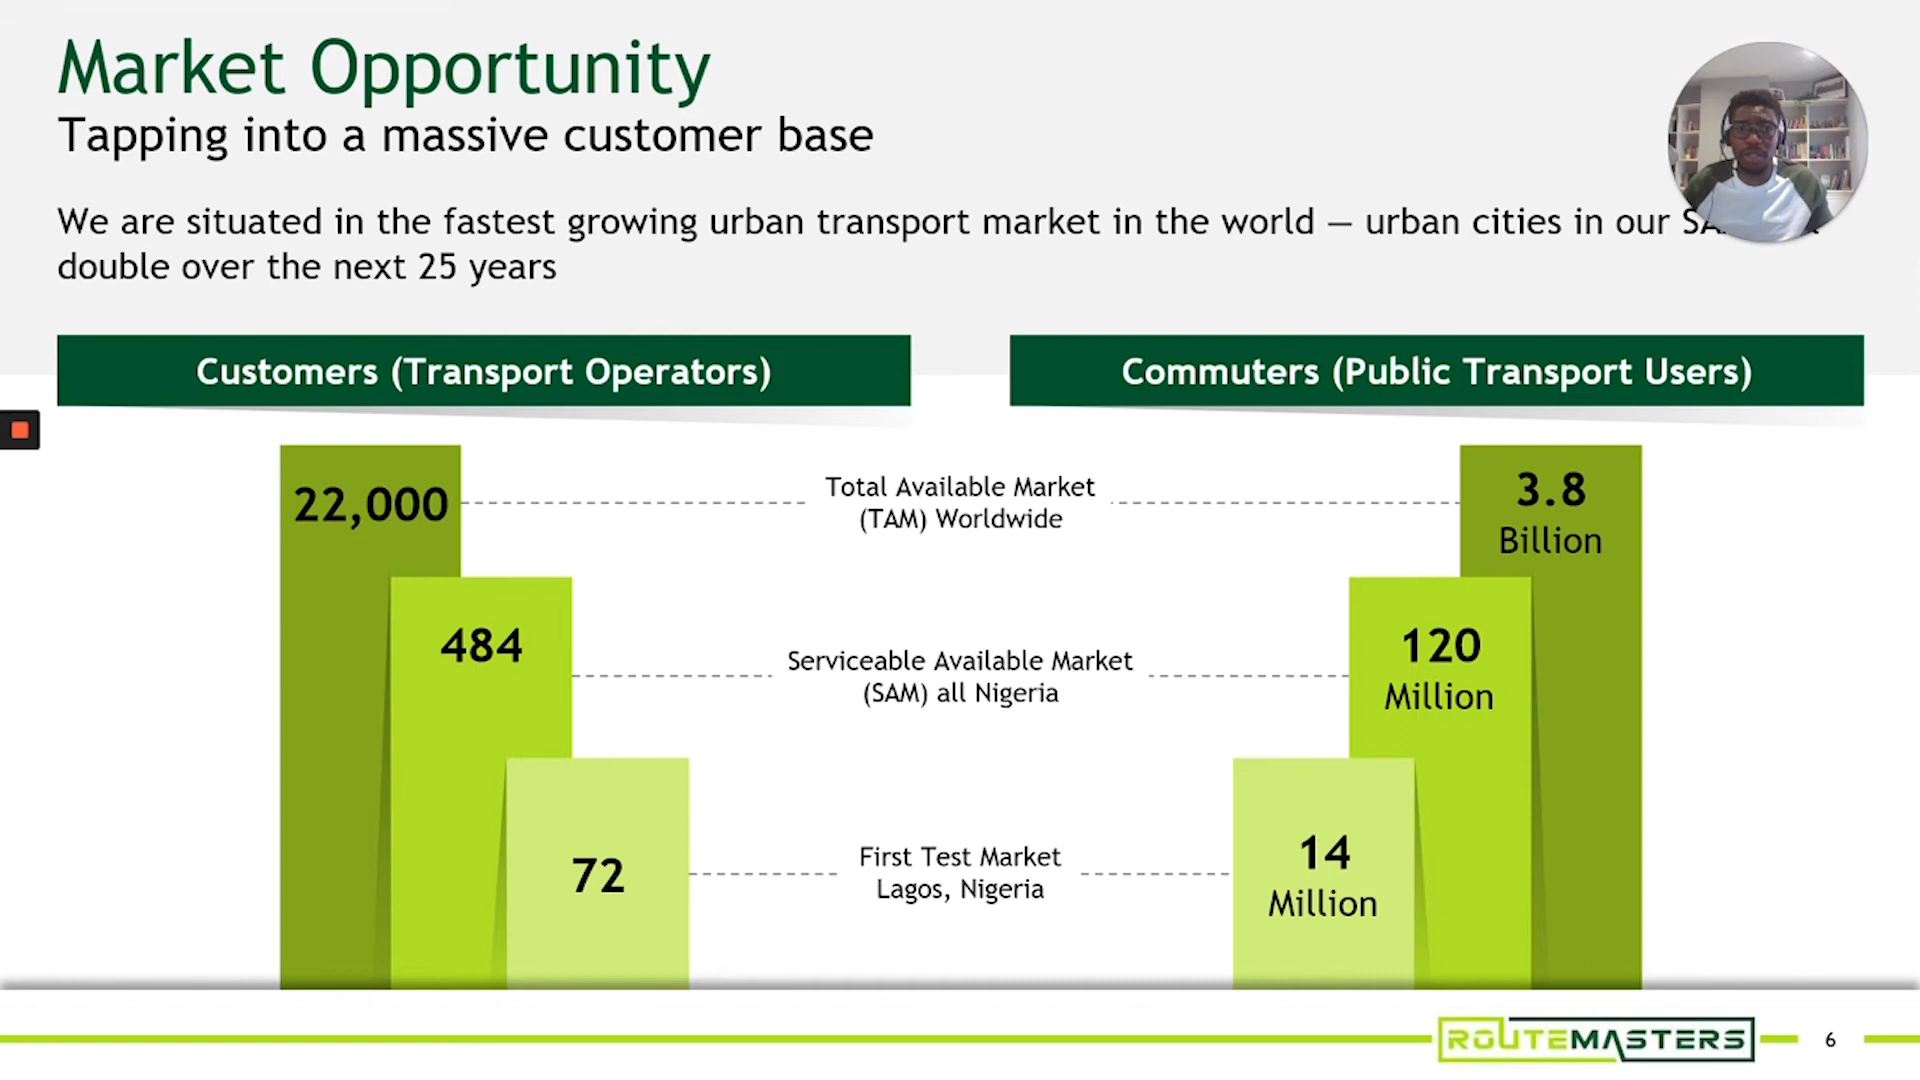 Market Opportunity
Tapping into a massive customer base
We are situated in the fastest growing urban transport market in the world — urban cities in our
double over the next 25 years
Customers (Transport Operators)
Commuters (Public Transport Users)
22,000
Total Available Market
(TAM) Worldwide
3.8
Billion
484
Serviceable Available Market
(SAM) all Nigeria
120
Million
72
First Test Market
Lagos, Nigeria
14
Million
ROUTEMASTERS
6